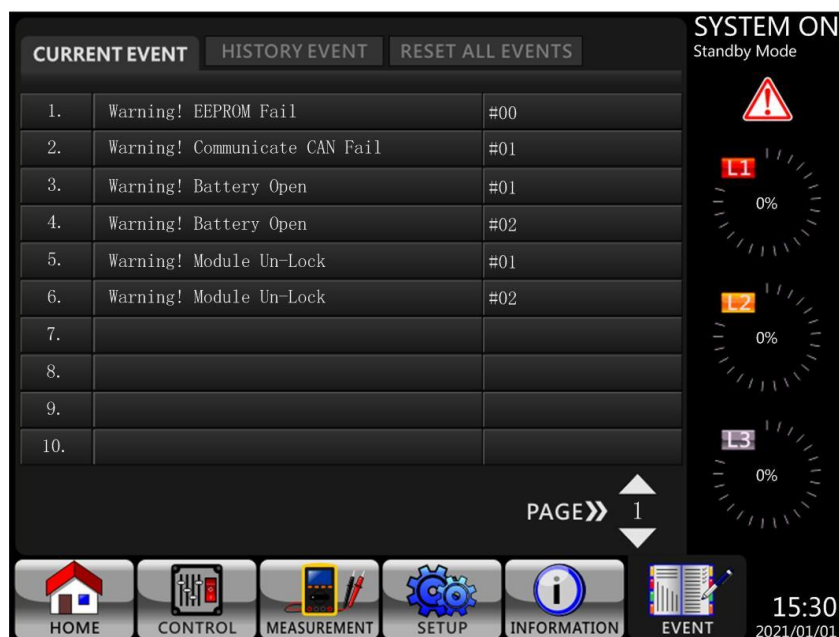 SYSTEM ON
Standby Mode
CURRENT EVENT HISTORY EVENT RESET ALL EVENTS
1. Warning! EEPROM Fail #00
2. Warning! Communicate CAN Fail #01
3. Warning! Battery Open #01
4. Warning! Battery Open #02
5. Warning! Module Un-Lock #01
6. Warning! Module Un-Lock #02
7.
8.
9.
10.
L1
0%
L2
0%
L3
0%
PAGE 1
HOME CONTROL MEASUREMENT SETUP INFORMATION EVENT
15:30
2021/01/01